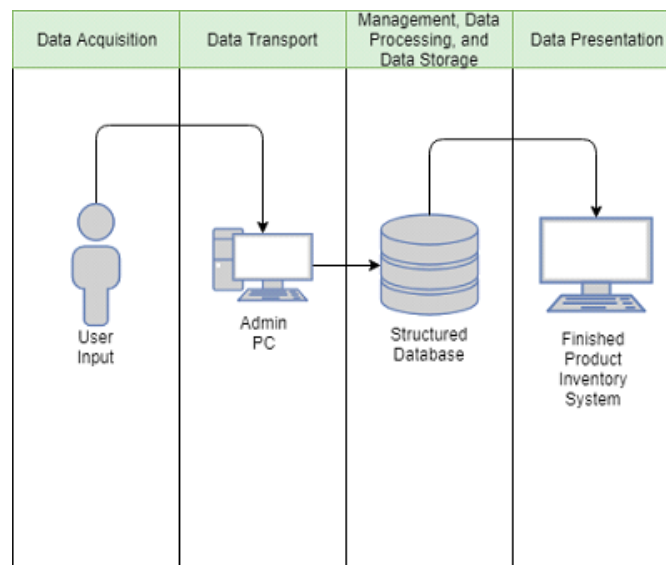 Data Acquisition
Data Transport
Management, Data
Processing, and
Data Storage
Data Presentation
User
Input
Admin
PC
Structured
Database
Finished
Product
Inventory
System